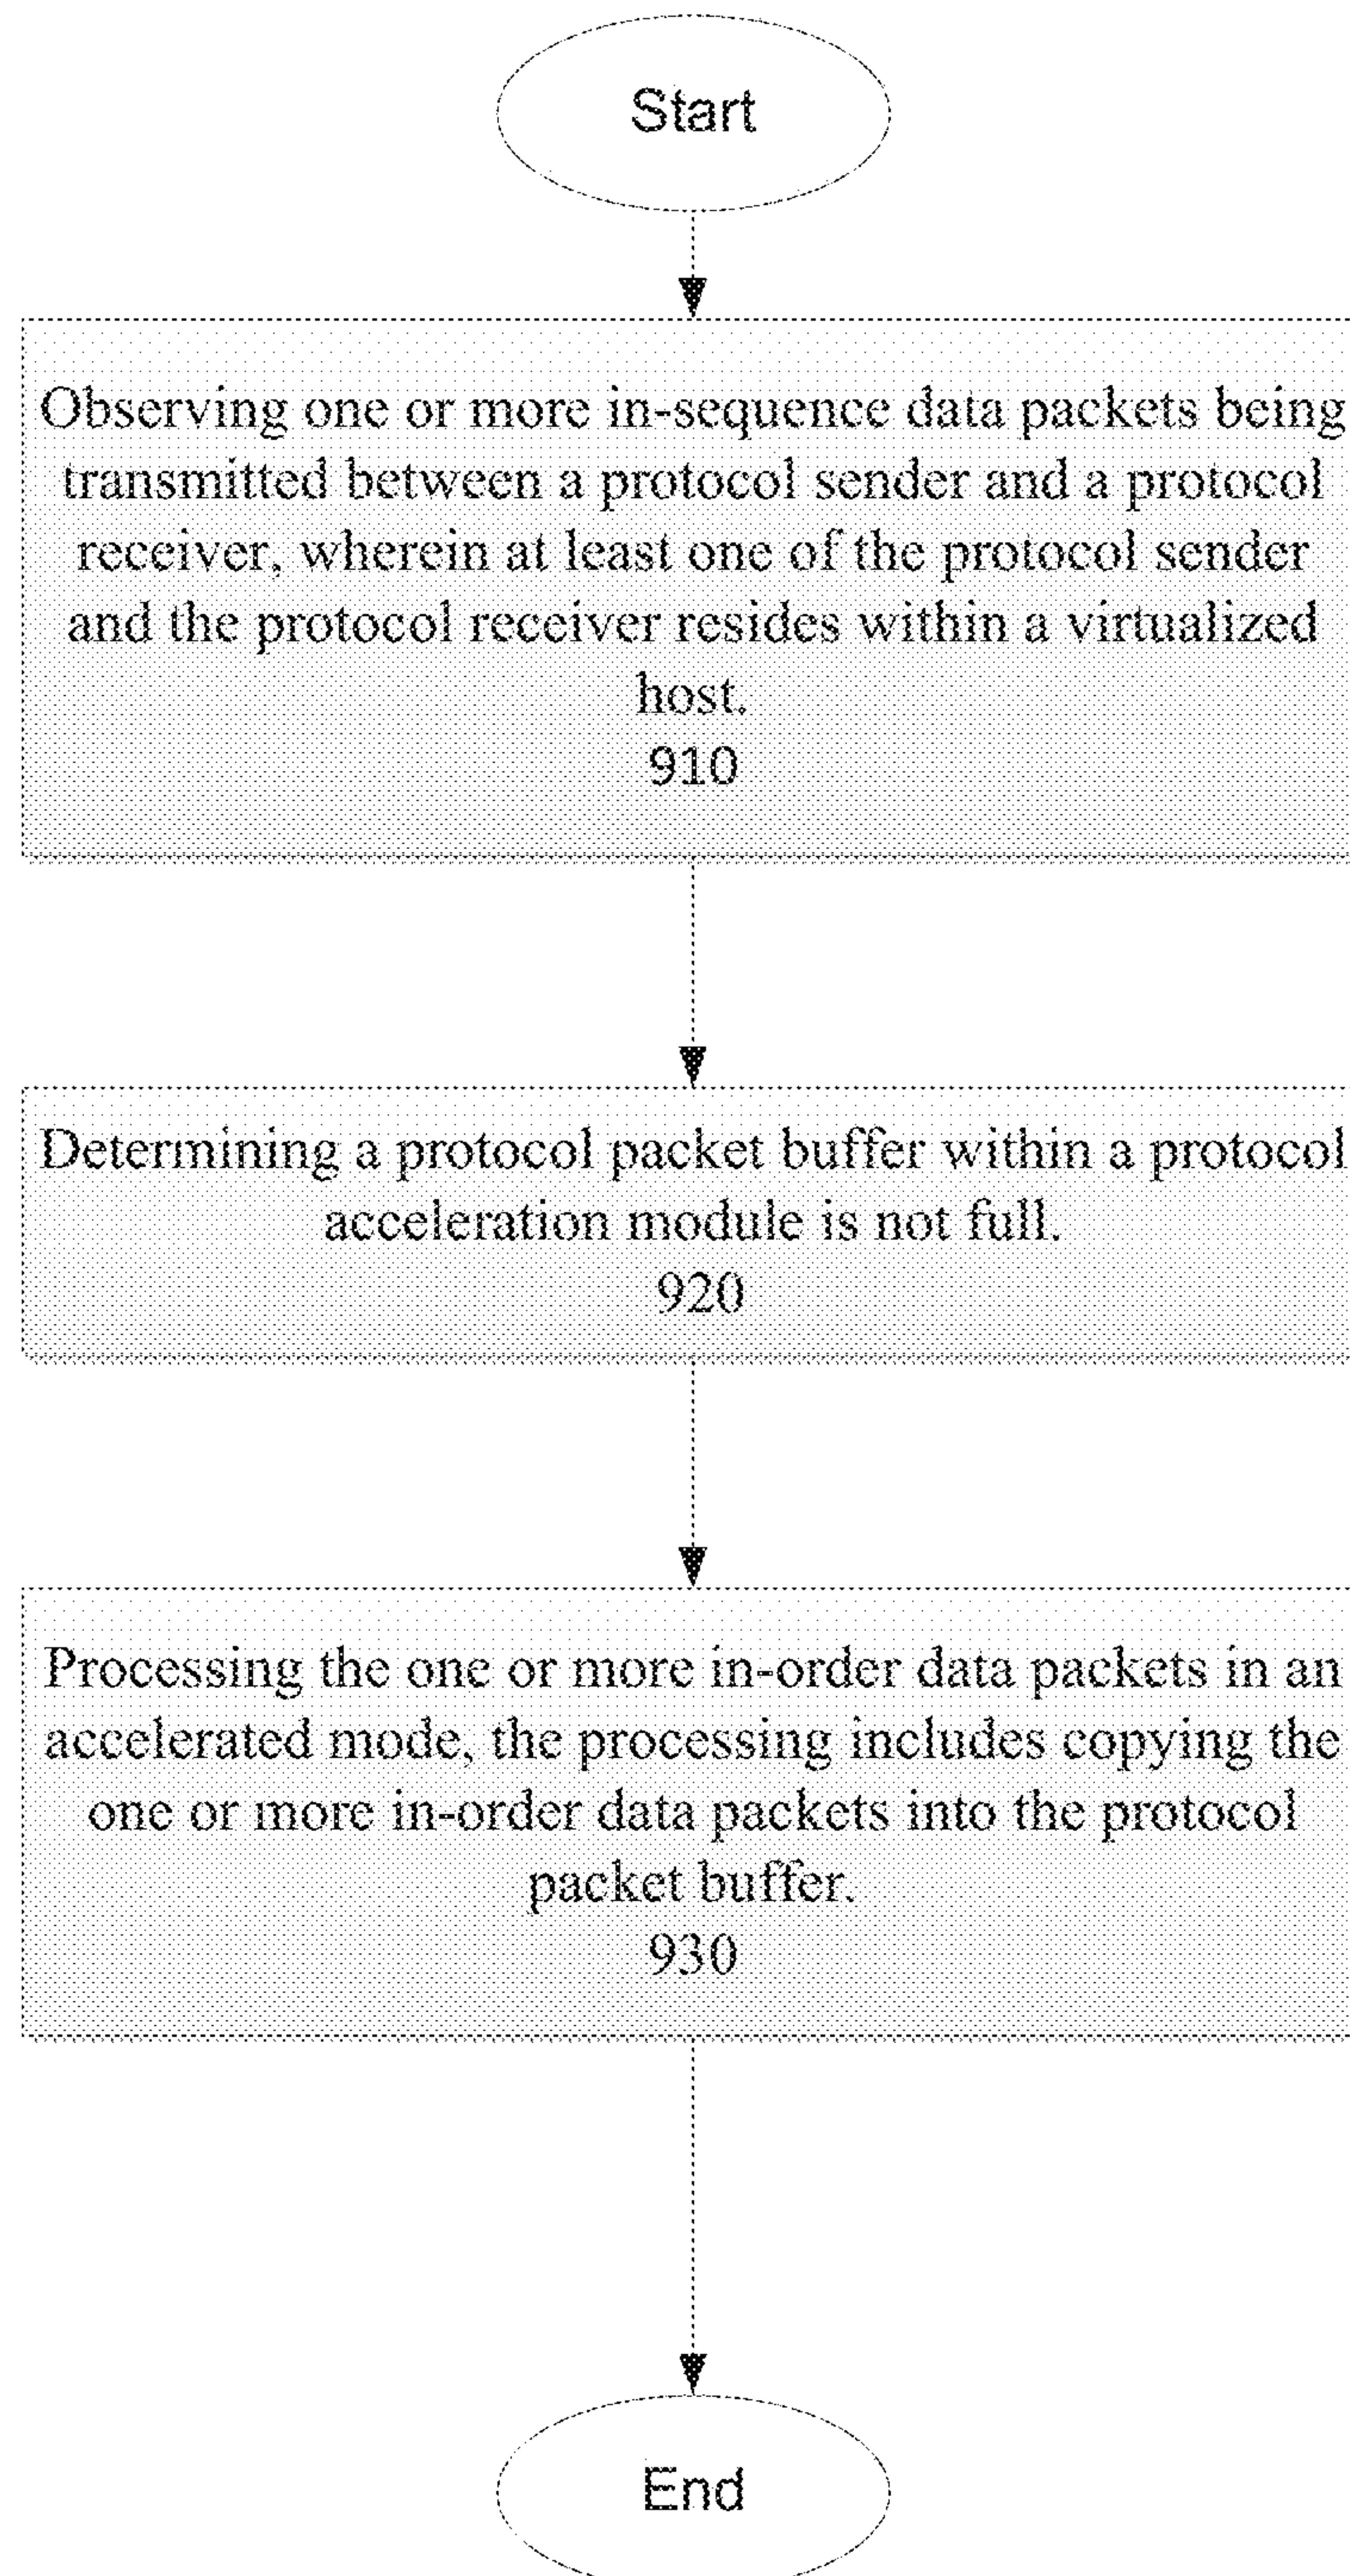 Start
Observing one or more in-sequence data packets being
transmitted between a protocol sender and a protocol
receiver, wherein at least one of the protocol sender
and the protocol receiver resides within a virtualized
host.
910
Determining a protocol packet buffer within a protocol
acceleration module is not full.
920
Processing the one or more in-order data packets in an
accelerated mode, the processing includes copying the
one or more in-order data packets into the protocol
packet buffer.
930
End